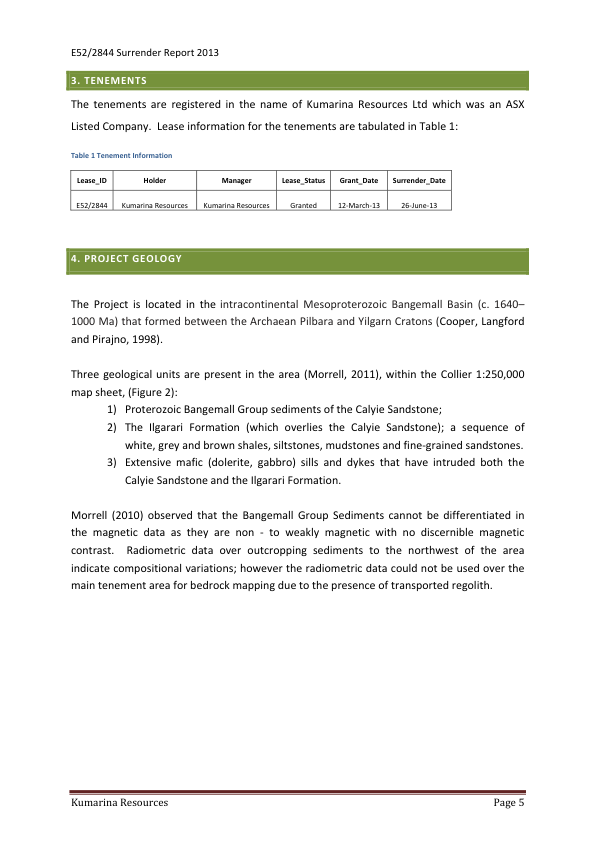 E52/2844 Surrender Report 2013
3. TENEMENTS
The tenements are registered in the name of Kumarina Resources Ltd which was an ASX
Listed Company.  Lease information for the tenements are tabulated in Table 1:
Table 1 Tenement Information
Lease_ID Holder Manager Lease_Status Grant_Date Surrender_Date
E52/2844 Kumarina Resources Kumarina Resources Granted 12-March-13 26-June-13
4. PROJECT GEOLOGY
The Project is located in the intracontinental Mesoproterozoic Bangemall Basin (c. 1640–
1000 Ma) that formed between the Archaean Pilbara and Yilgarn Cratons (Cooper, Langford
and Pirajno, 1998).
Three geological units are present in the area (Morrell, 2011), within the Collier 1:250,000
map sheet, (Figure 2):
1) Proterozoic Bangemall Group sediments of the Calyie Sandstone;
2) The Ilgarari Formation (which overlies the Calyie Sandstone); a sequence of
white, grey and brown shales, siltstones, mudstones and fine-grained sandstones.
3) Extensive mafic (dolerite, gabbro) sills and dykes that have intruded both the
Calyie Sandstone and the Ilgarari Formation.
Morrell (2010) observed that the Bangemall Group Sediments cannot be differentiated in
the magnetic data as they are non - to weakly magnetic with no discernible magnetic
contrast.  Radiometric data over outcropping sediments to the northwest of the area
indicate compositional variations; however the radiometric data could not be used over the
main tenement area for bedrock mapping due to the presence of transported regolith.
Kumarina Resources Page 5